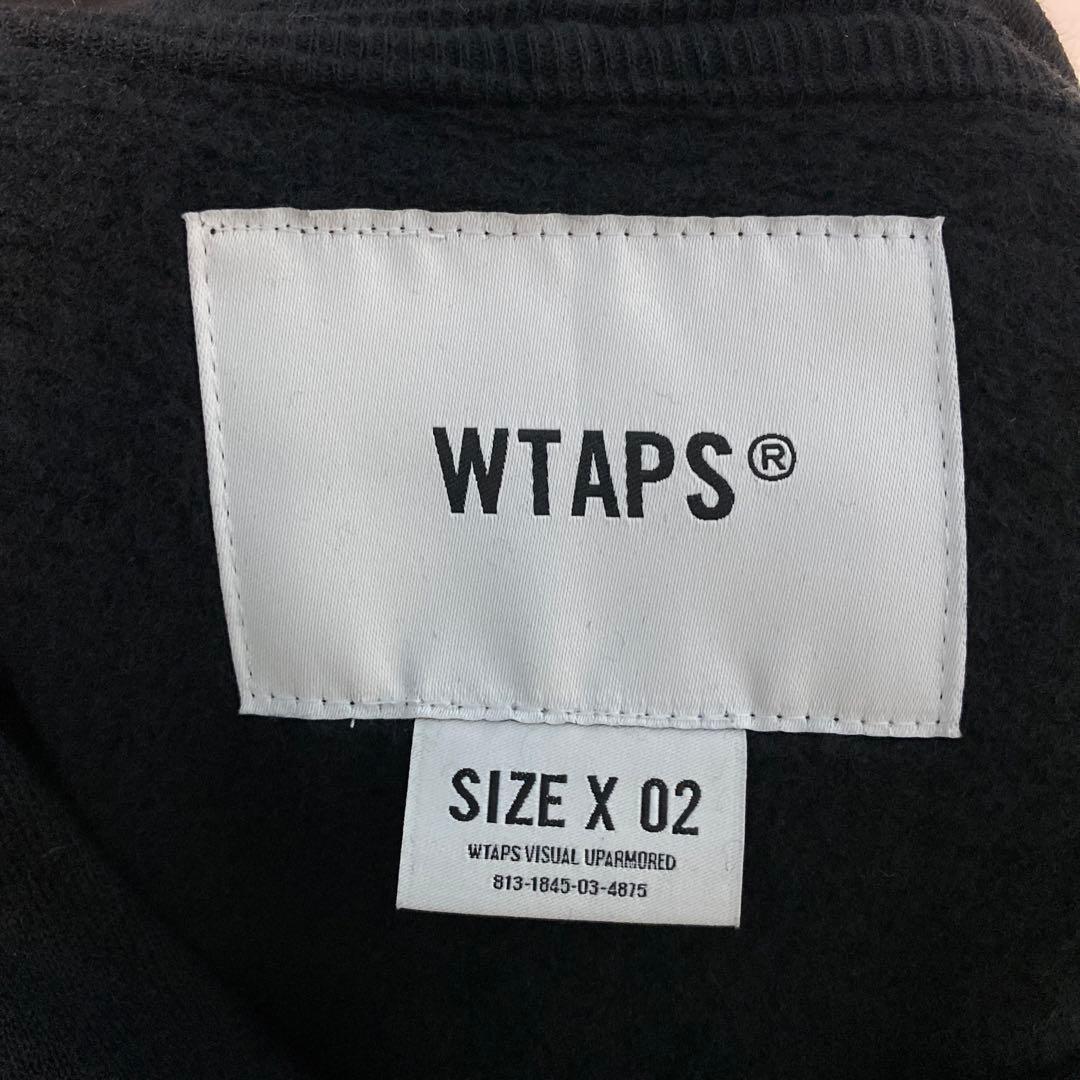 WTAPS®
SIZE X 02
WTAPS VISUAL UPARMORED
813-1845-03-4875